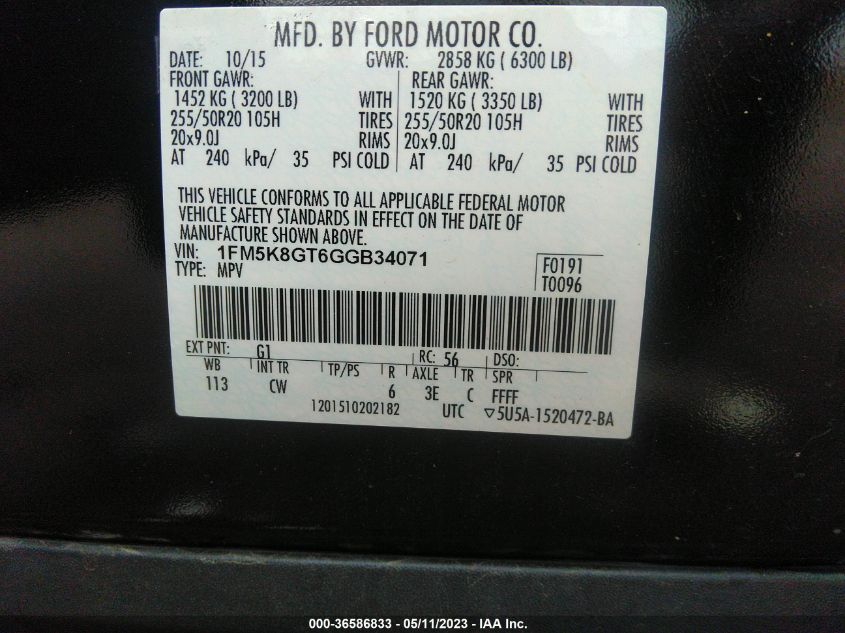 MFD. BY FORD MOTOR CO.
DATE: 10/15 GVWR: 2858 KG ( 6300 LB)
FRONT GAWR: REAR GAWR:
1452 KG ( 3200 LB) WITH 1520 KG ( 3350 LB) WITH
255/50R20 105H TIRES 255/50R20 105H TIRES
20x9.0J RIMS 20x9.0J RIMS
AT 240 kPa/ 35 PSI COLD AT 240 kPa/ 35 PSI COLD
THIS VEHICLE CONFORMS TO ALL APPLICABLE FEDERAL MOTOR
VEHICLE SAFETY STANDARDS IN EFFECT ON THE DATE OF
MANUFACTURE SHOWN ABOVE.
VIN: 1FM5K8GT6GGB34071 F0191
TYPE: MPV T0096
EXT PNT: G1 RC: 56 DSO:
WB INT TR TP/PS R AXLE TR SPR
113 CW 6 3E C FFFF
1201510202182 UTC ▽5U5A-1520472-BA
000-36586833 - 05/11/2023 - IAA Inc.